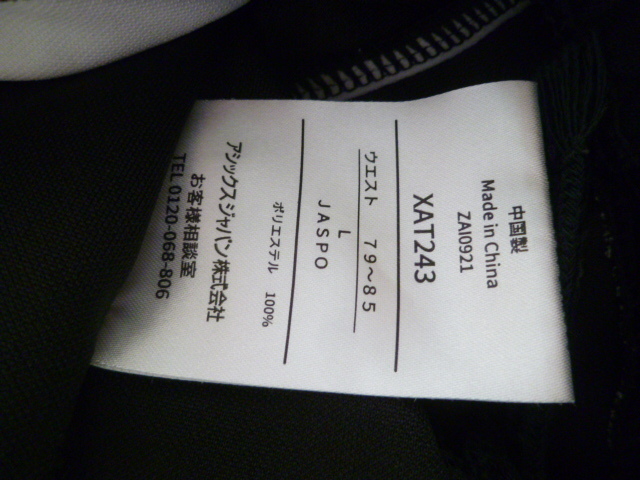 中国製
Made in China
ZAI0921
XAT243
ウエスト 79～85
L
JASPO
ポリエステル 100%
アシックスジャパン株式会社
お客様相談室
TEL 0120-068-806